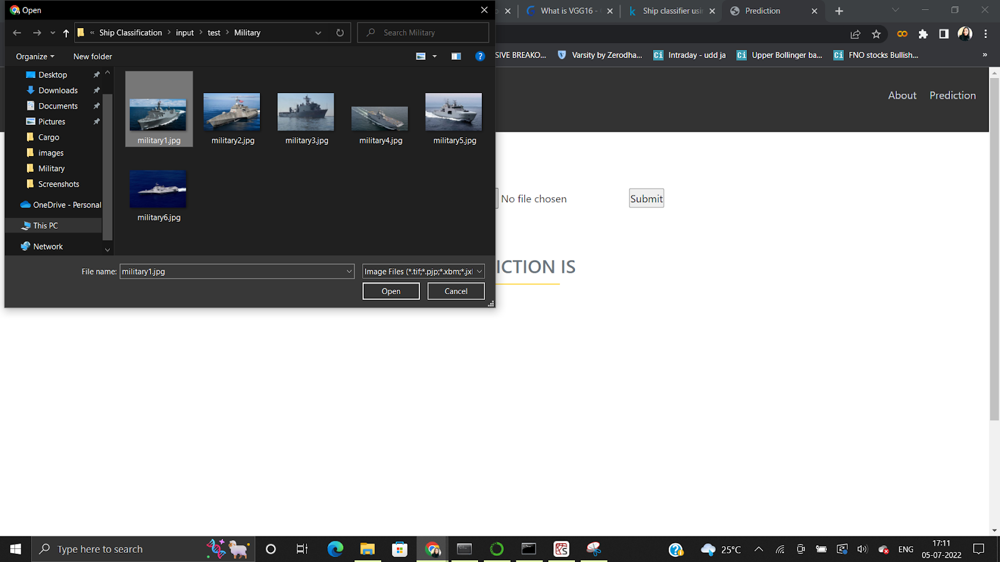 Open
What is VGG16 -
Ship classifier usin
Prediction
« Ship Classification > input > test > Military
Search Military
Organize
New folder
SIVE BREAKO...
Varsity by Zerodha...
Intraday - udd ja
Upper Bollinger ba...
FNO stocks Bullish...
»
Desktop
Downloads
Documents
Pictures
Cargo
images
Military
Screenshots
OneDrive - Personal
This PC
Network
military1.jpg
military2.jpg
military3.jpg
military4.jpg
military5.jpg
military6.jpg
About
Prediction
No file chosen
Submit
File name:
military1.jpg
Image Files (*.tif;*.pjp;*.xbm;*.jxl
Open
Cancel
ICTION IS
Type here to search
25°C
ENG
17:11
05-07-2022